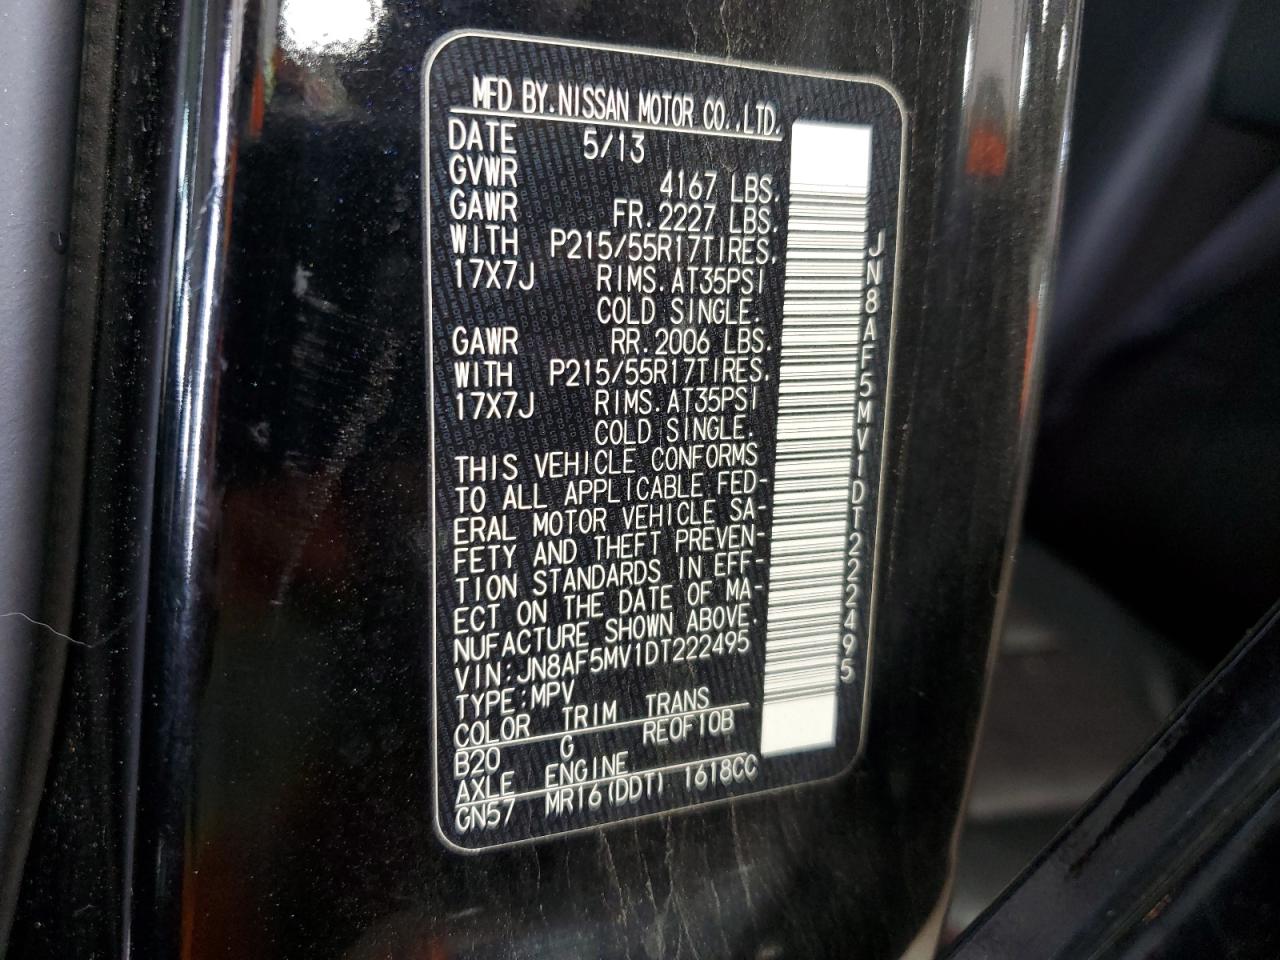 MFD BY.NISSAN MOTOR CO.,LTD.
DATE 5/13
GVWR 4167 LBS.
GAWR FR.2227 LBS.
WITH P215/55R17TIRES.
17X7J RIMS.AT35PSI
COLD SINGLE.
GAWR RR.2006 LBS.
WITH P215/55R17TIRES.
17X7J RIMS.AT35PSI
COLD SINGLE.
THIS VEHICLE CONFORMS
TO ALL APPLICABLE FED-
ERAL MOTOR VEHICLE SA-
FETY AND THEFT PREVEN-
TION STANDARDS IN EFF-
ECT ON THE DATE OF MA-
NUFACTURE SHOWN ABOVE.
VIN:JN8AF5MV1DT222495
TYPE:MPV
COLOR TRIM TRANS
B20 G RE0F10B
AXLE ENGINE
GN57 MR16(DDT) 1618CC
JN8AF5MV1DT222495